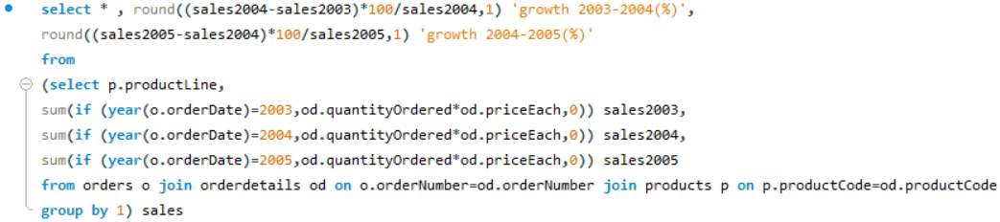 select * , round((sales2004-sales2003)*100/sales2004,1) 'growth 2003-2004(%)',
round((sales2005-sales2004)*100/sales2005,1) 'growth 2004-2005(%)'
from
(select p.productLine,
sum(if (year(o.orderDate)=2003,od.quantityOrdered*od.priceEach,0)) sales2003,
sum(if (year(o.orderDate)=2004,od.quantityOrdered*od.priceEach,0)) sales2004,
sum(if (year(o.orderDate)=2005,od.quantityOrdered*od.priceEach,0)) sales2005
from orders o join orderdetails od on o.orderNumber=od.orderNumber join products p on p.productCode=od.productCode
group by 1) sales